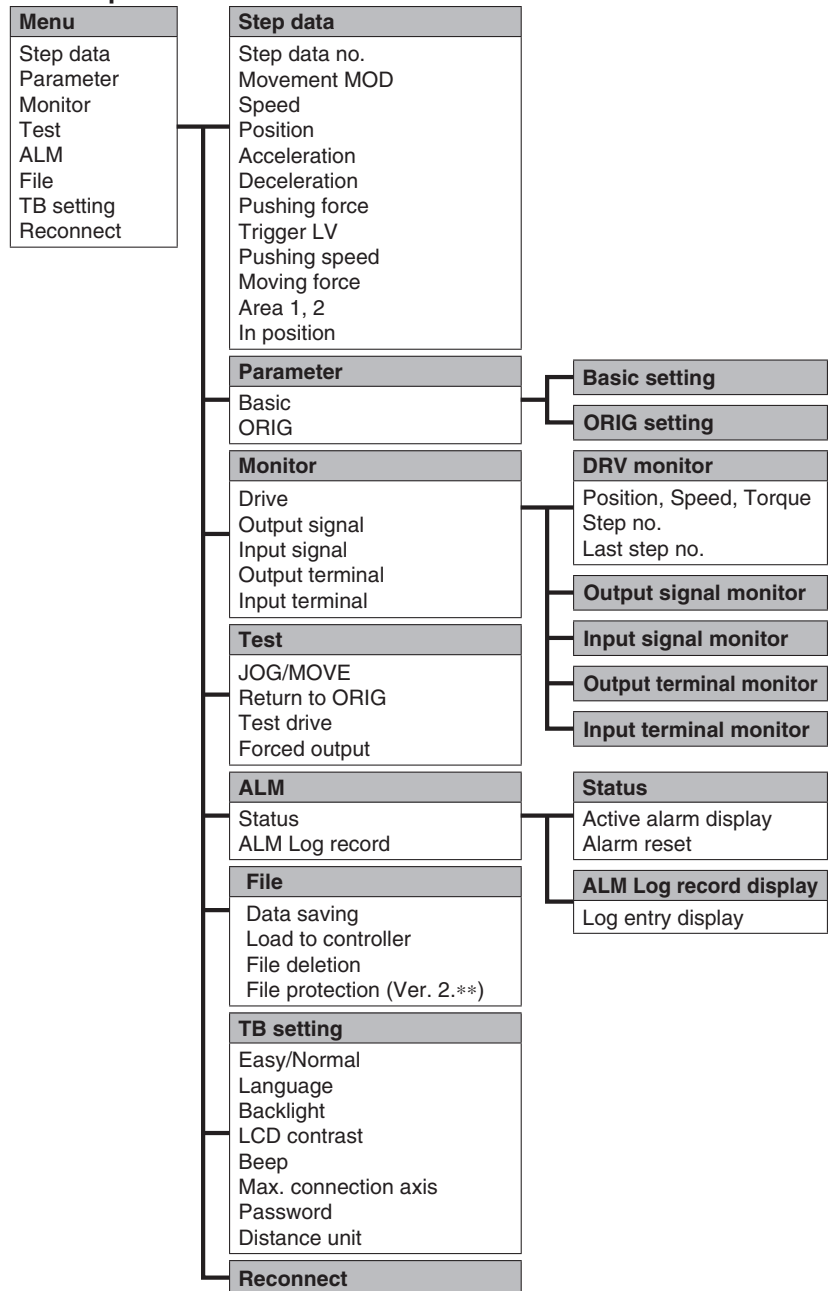 Menu
Step data
Parameter
Monitor
Test
ALM
File
TB setting
Reconnect
Step data
Step data no.
Movement MOD
Speed
Position
Acceleration
Deceleration
Pushing force
Trigger LV
Pushing speed
Moving force
Area 1, 2
In position
Parameter
Basic
ORIG
Basic setting
ORIG setting
Monitor
Drive
Output signal
Input signal
Output terminal
Input terminal
DRV monitor
Position, Speed, Torque
Step no.
Last step no.
Output signal monitor
Input signal monitor
Output terminal monitor
Input terminal monitor
Test
JOG/MOVE
Return to ORIG
Test drive
Forced output
ALM
Status
ALM Log record
Status
Active alarm display
Alarm reset
ALM Log record display
Log entry display
File
Data saving
Load to controller
File deletion
File protection (Ver. 2.**)
TB setting
Easy/Normal
Language
Backlight
LCD contrast
Beep
Max. connection axis
Password
Distance unit
Reconnect